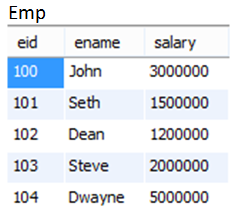 Emp
eid ename salary
100 John 3000000
101 Seth 1500000
102 Dean 1200000
103 Steve 2000000
104 Dwayne 5000000